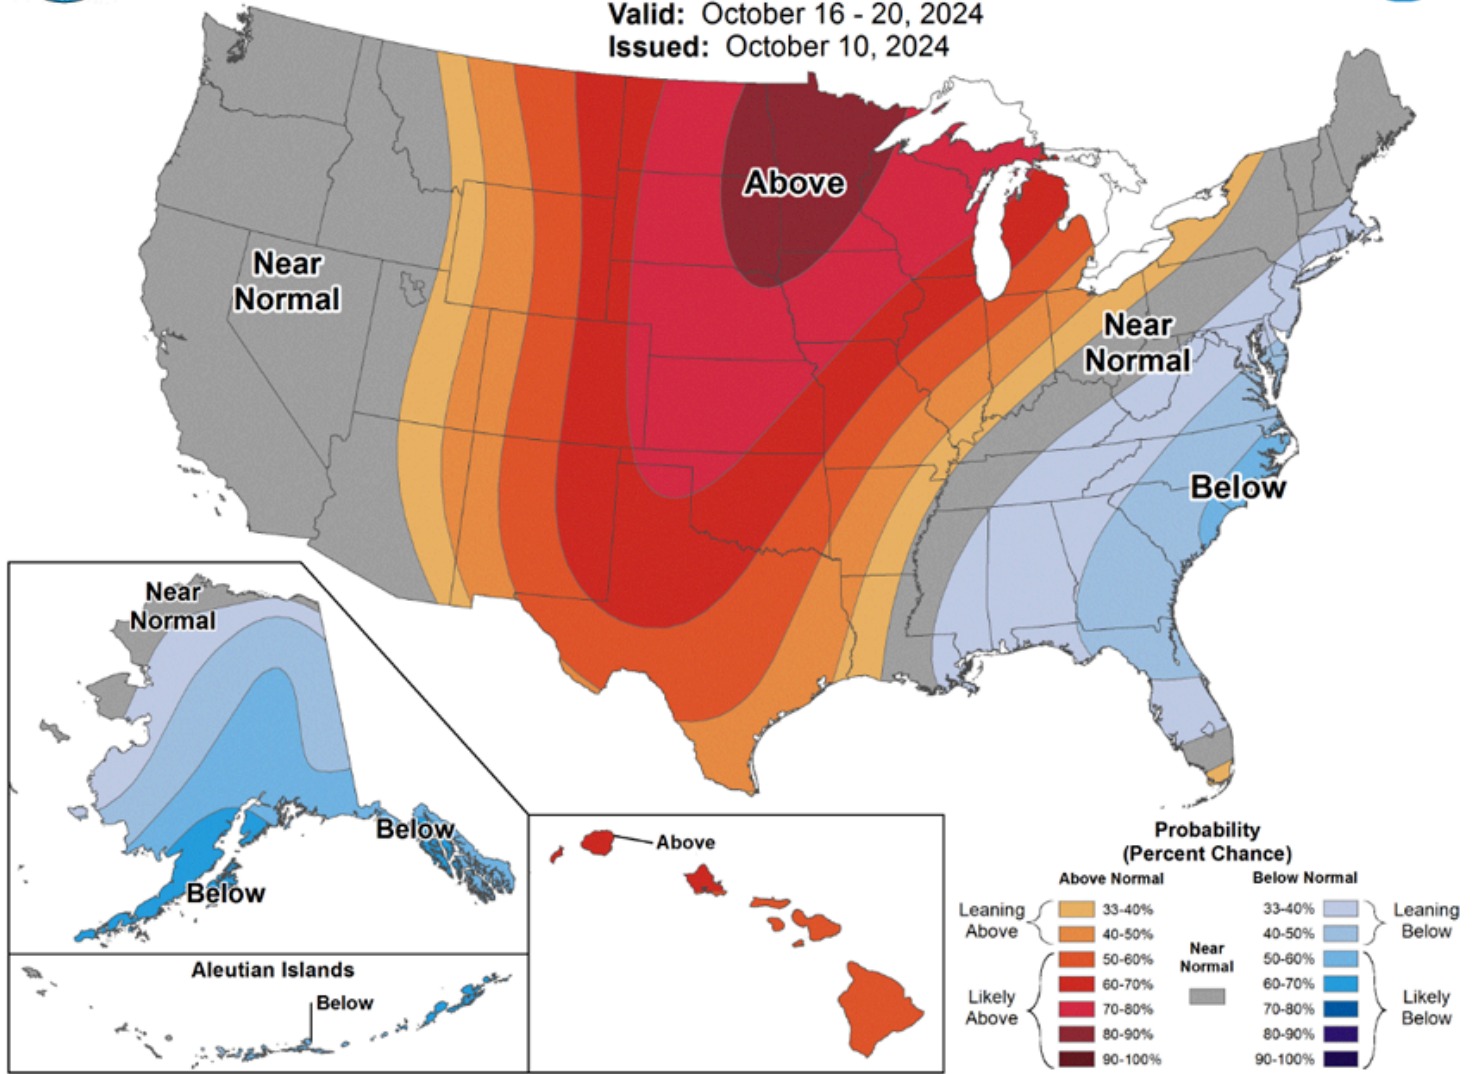 Valid: October 16 - 20, 2024
Issued: October 10, 2024
Above
Near
Normal
Near
Normal
Below
Near
Normal
Below
Below
Above
Aleutian Islands
Below
Probability
(Percent Chance)
Above Normal
Below Normal
Leaning
Above
33-40%
40-50%
Likely
Above
50-60%
60-70%
70-80%
80-90%
90-100%
Near
Normal
33-40%
40-50%
Leaning
Below
50-60%
60-70%
70-80%
80-90%
90-100%
Likely
Below